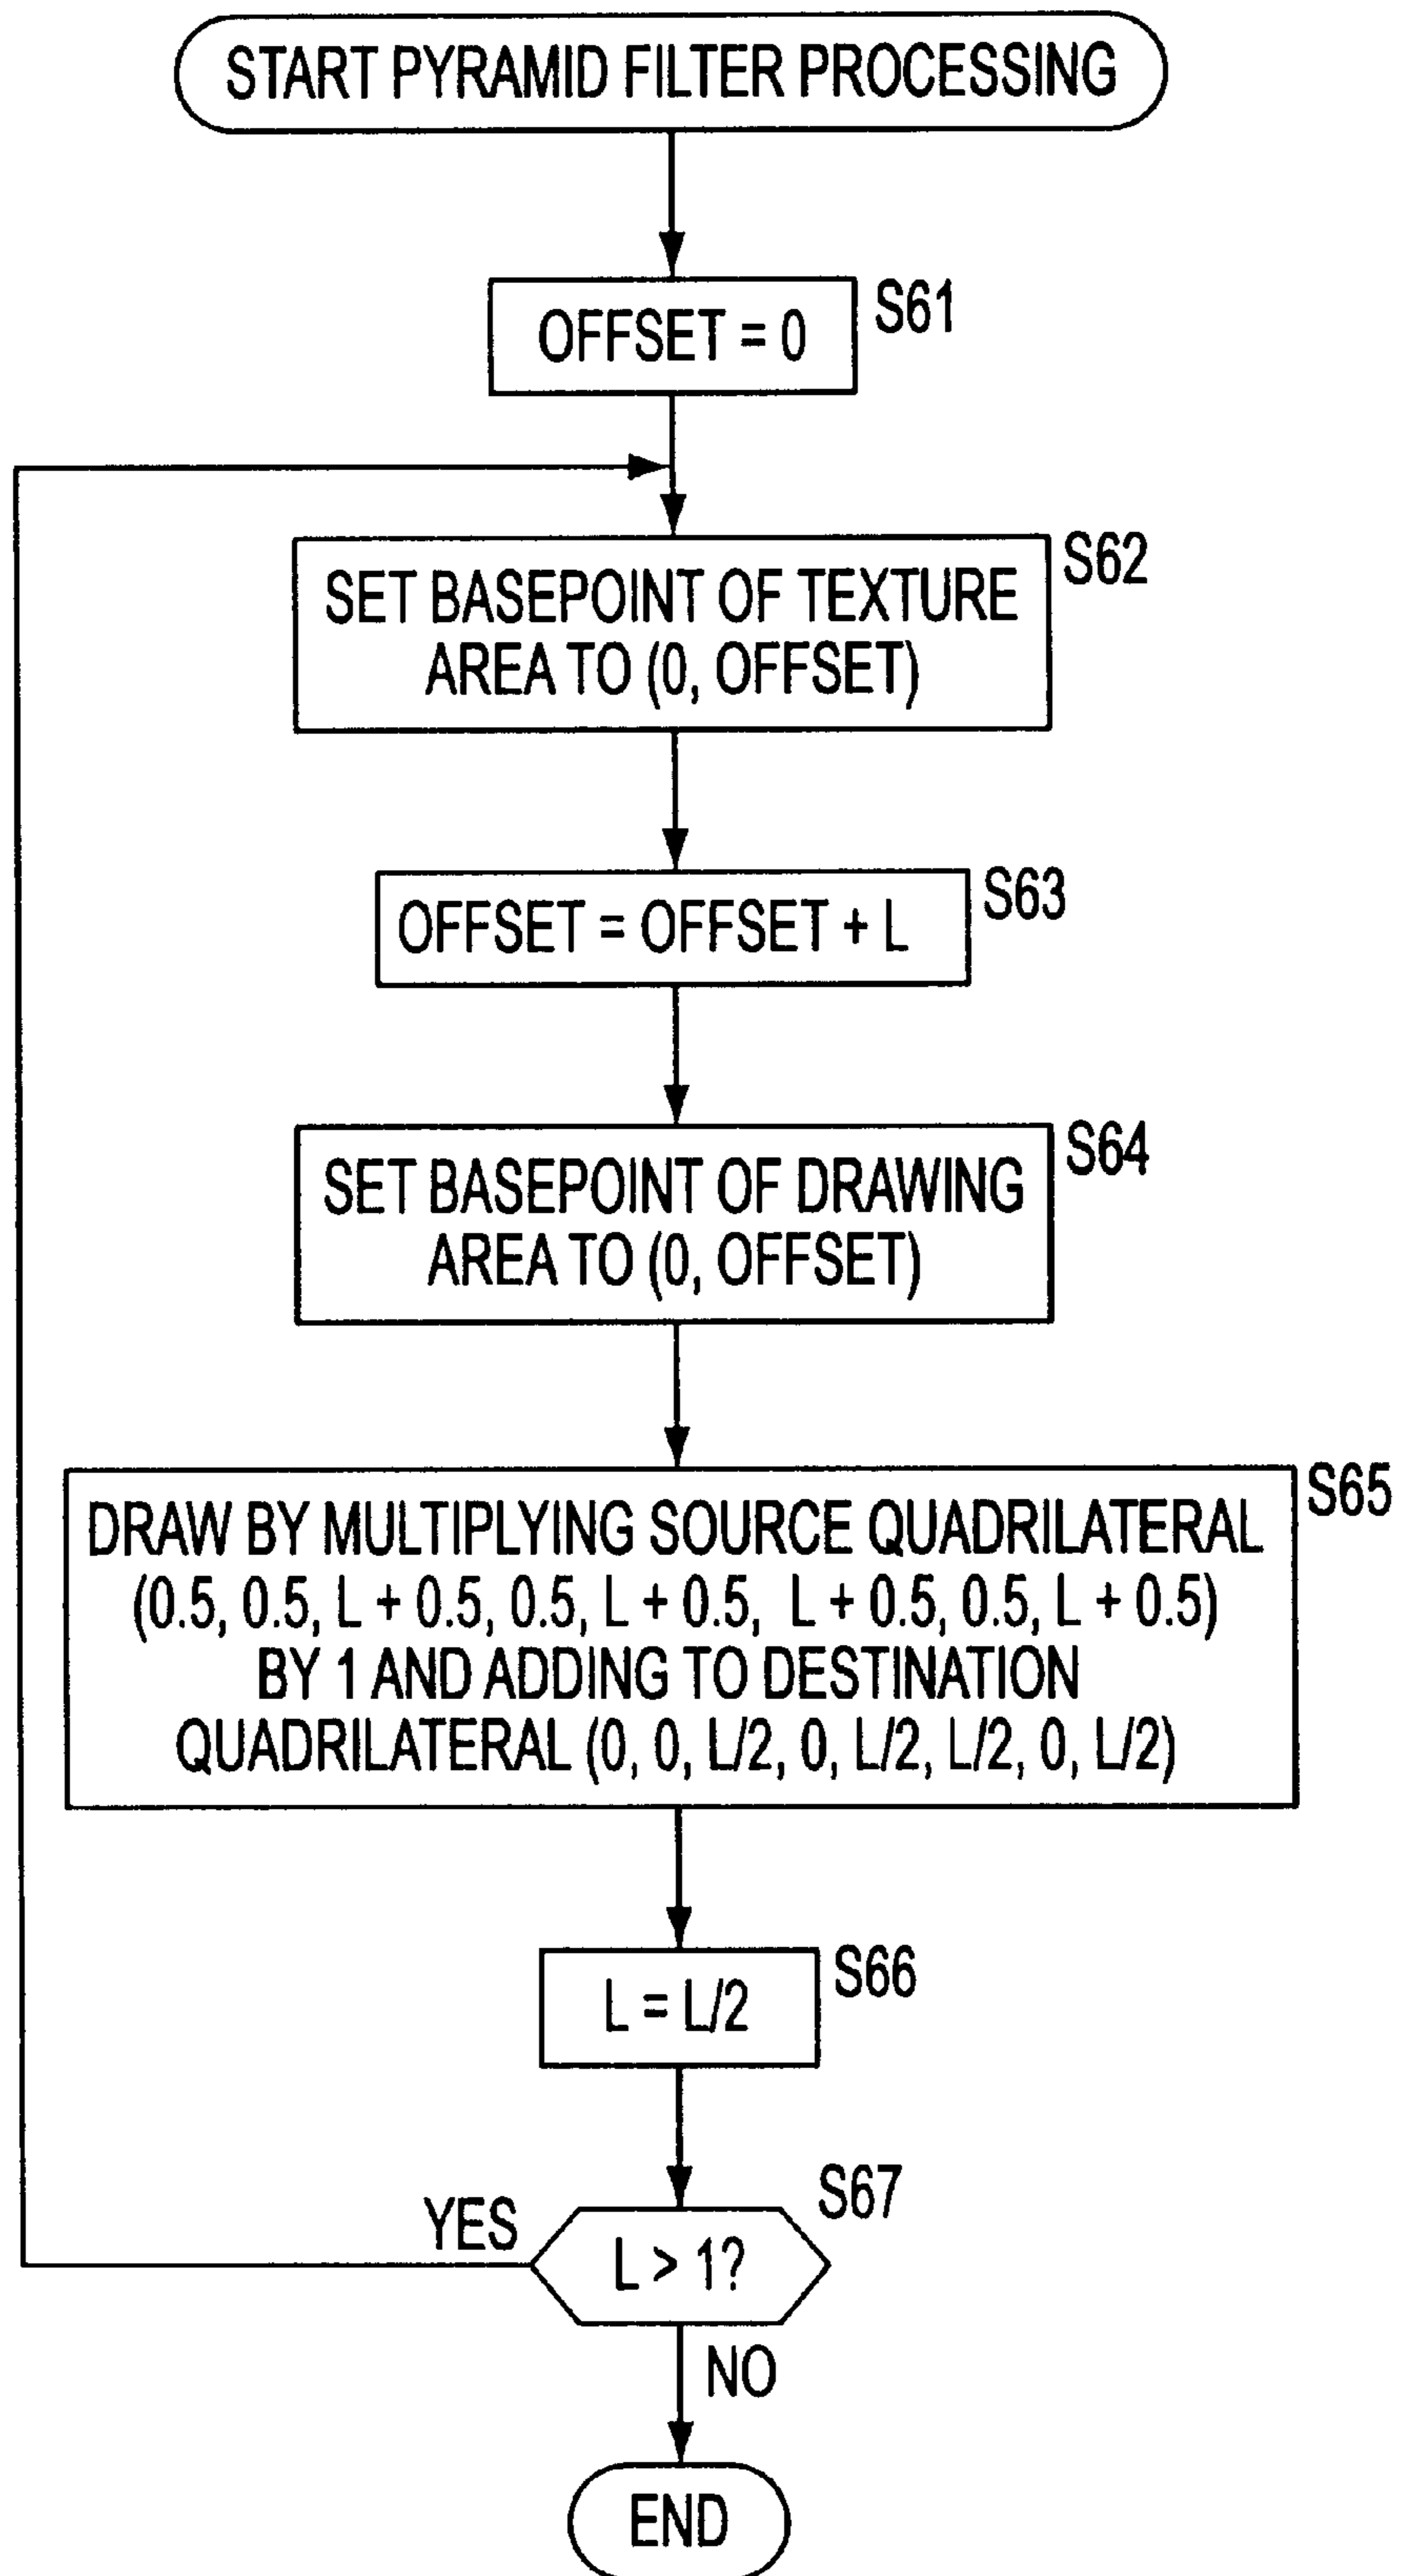 START PYRAMID FILTER PROCESSING
OFFSET = 0
S61
SET BASEPOINT OF TEXTURE
AREA TO (0, OFFSET)
S62
OFFSET = OFFSET + L
S63
SET BASEPOINT OF DRAWING
AREA TO (0, OFFSET)
S64
DRAW BY MULTIPLYING SOURCE QUADRILATERAL
(0.5, 0.5, L + 0.5, 0.5, L + 0.5, L + 0.5, 0.5, L + 0.5)
BY 1 AND ADDING TO DESTINATION
QUADRILATERAL (0, 0, L/2, 0, L/2, L/2, 0, L/2)
S65
L = L/2
S66
S67
YES
L > 1?
NO
END